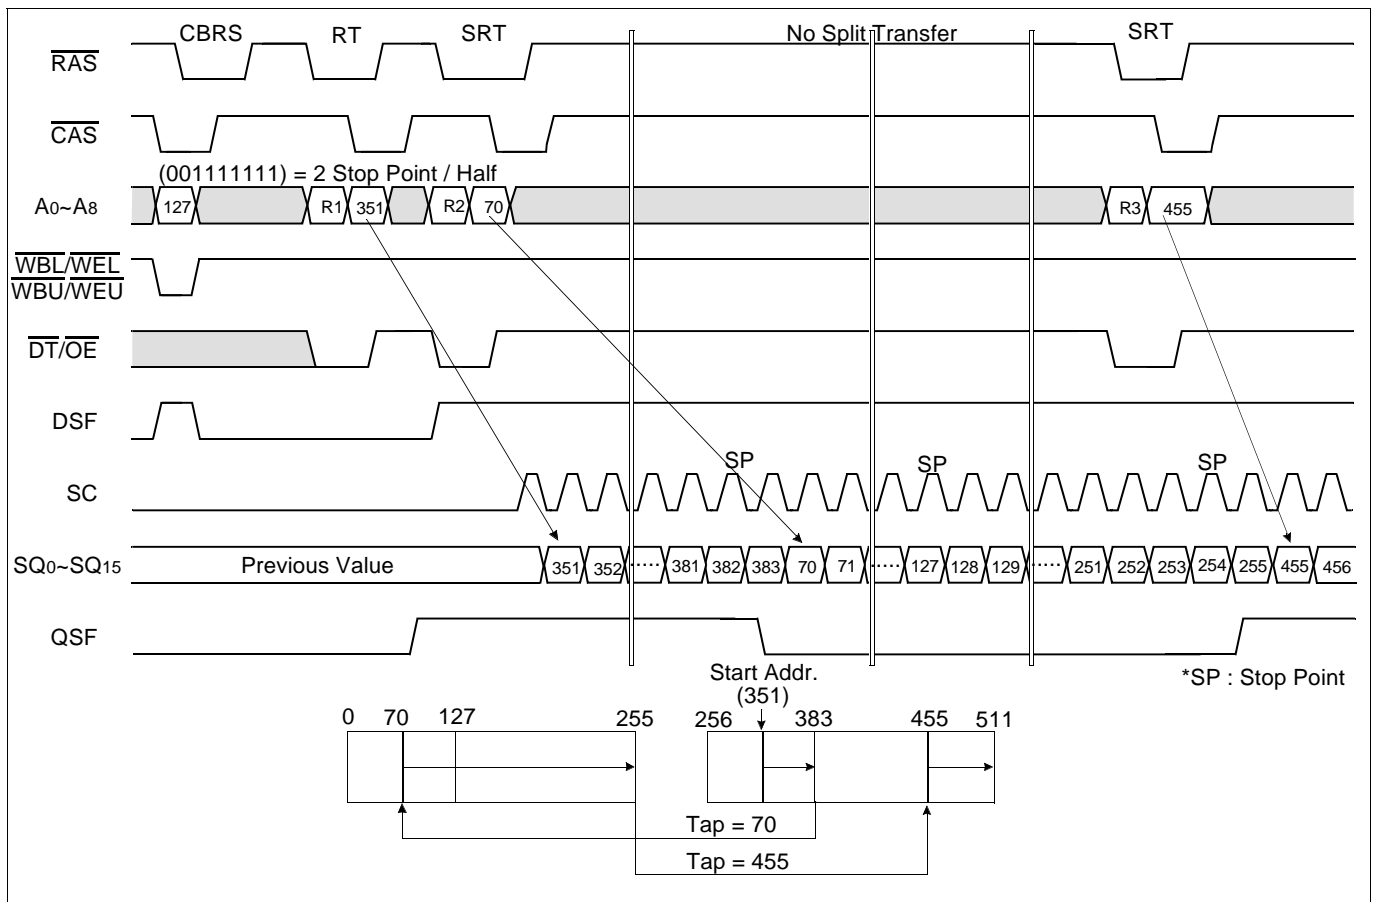 CBRS RT SRT No Split Transfer SRT
RAS
CAS
(001111111) = 2 Stop Point / Half
A0~A8 127 R1 351 R2 70 R3 455
WBL/WEL
WBU/WEU
DT/OE
DSF
SP SP SP
SC
SQ0~SQ15 Previous Value 351 352 ····· 381 382 383 70 71 ····· 127 128 129 ····· 251 252 253 254 255 455 456
QSF
*SP : Stop Point
Start Addr.
(351)
0 70 127 255 256 383 455 511
Tap = 70
Tap = 455